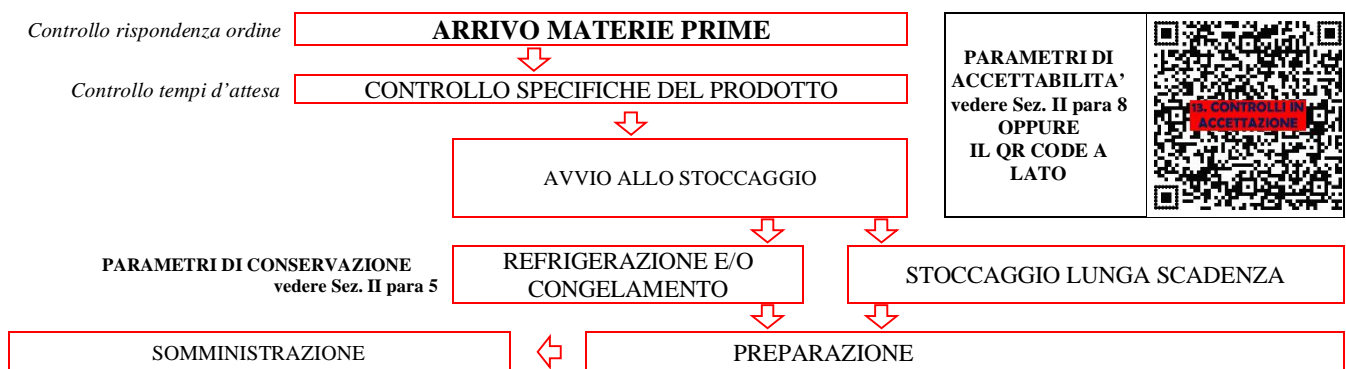 Controllo rispondenza ordine
ARRIVO MATERIE PRIME
Controllo tempi d'attesa
CONTROLLO SPECIFICHE DEL PRODOTTO
PARAMETRI DI
ACCETTABILITA'
vedere Sez. II para 8
OPPURE
IL QR CODE A
LATO
13. CONTROLLI IN
ACCETTAZIONE
AVVIO ALLO STOCCAGGIO
PARAMETRI DI CONSERVAZIONE
vedere Sez. II para 5
REFRIGERAZIONE E/O
CONGELAMENTO
STOCCAGGIO LUNGA SCADENZA
SOMMINISTRAZIONE
PREPARAZIONE